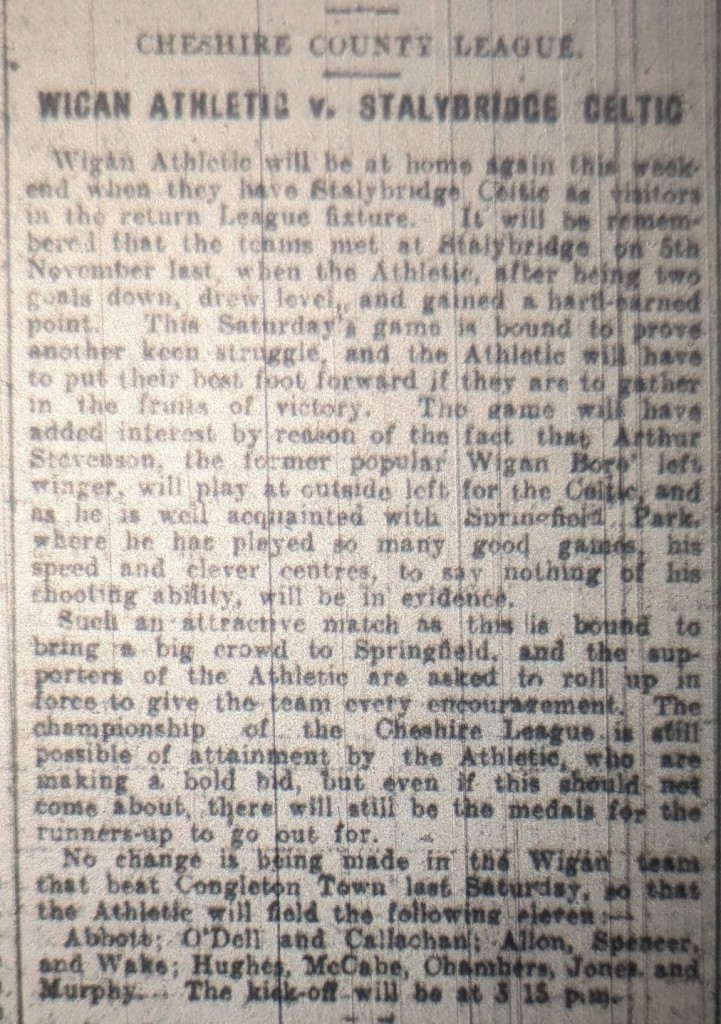 CHESHIRE COUNTY LEAGUE.
WIGAN ATHLETIC v. STALYBRIDGE CELTIC
Wigan Athletic will be at home again this week-
end when they have Stalybridge Celtic as visitors
in the return League fixture. It will be remem-
bered that the teams met at Stalybridge on 5th
November last, when the Athletic, after being two
goals down, drew level, and gained a hard-earned
point. This Saturday's game is bound to prove
another keen struggle, and the Athletic will have
to put their best foot forward if they are to gather
in the fruits of victory. The game will have
added interest by reason of the fact that Arthur
Stevenson, the former popular Wigan Boro' left
winger, will play at outside left for the Celtic, and
as he is well acquainted with Springfield Park,
where he has played so many good games, his
speed and clever centres, to say nothing of his
shooting ability, will be in evidence.
Such an attractive match as this is bound to
bring a big crowd to Springfield, and the sup-
porters of the Athletic are asked to roll up in
force to give the team every encouragement. The
championship of the Cheshire League is still
possible of attainment by the Athletic, who are
making a bold bid, but even if this should not
come about, there will still be the medals for the
runners-up to go out for.
No change is being made in the Wigan team
that beat Congleton Town last Saturday, so that
the Athletic will field the following eleven:—
Abbott; O'Dell and Callachan; Allon, Spencer,
and Wake; Hughes, McCabe, Chambers, Jones and
Murphy. The kick-off will be at 3 15 p.m.